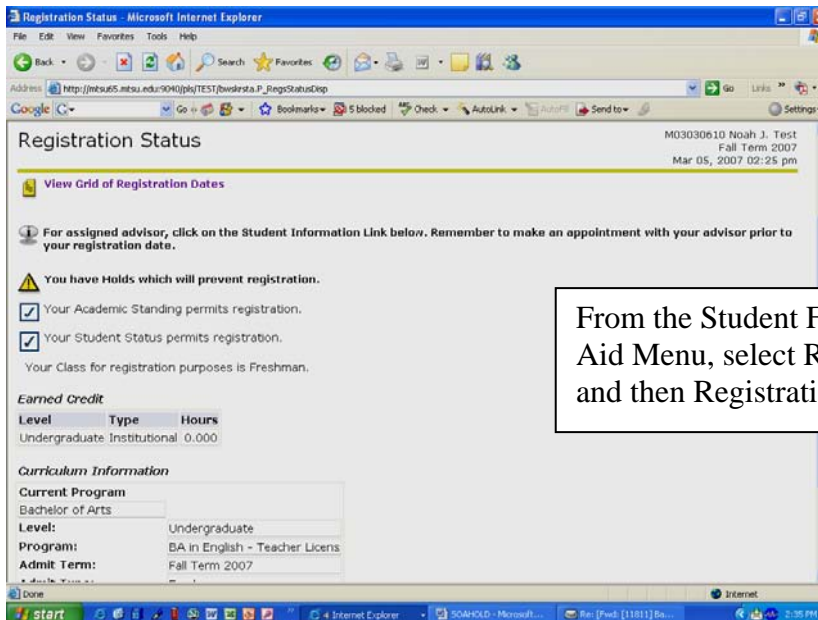 Registration Status - Microsoft Internet Explorer
File Edit View Favorites Tools Help
Back Search Favorites
Address http://mtsu65.mtsu.edu:9040/pls/TEST/bwskrsta.P_RegsStatusDisp Go Links »
Google G Go Bookmarks 5 blocked Check AutoLink AutoFill Send to Settings
Registration Status
M03030610 Noah J. Test
Fall Term 2007
Mar 05, 2007 02:25 pm
View Grid of Registration Dates
For assigned advisor, click on the Student Information Link below. Remember to make an appointment with your advisor prior to
your registration date.
You have Holds which will prevent registration.
Your Academic Standing permits registration.
Your Student Status permits registration.
Your Class for registration purposes is Freshman.
From the Student F
Aid Menu, select R
and then Registrati
Earned Credit
Level Type Hours
Undergraduate Institutional 0.000
Curriculum Information
Current Program
Bachelor of Arts
Level: Undergraduate
Program: BA in English - Teacher Licens
Admit Term: Fall Term 2007
Done Internet
start 4 Internet Explorer SOAHOLD - Microsoft... Re: [Fwd: [11811] Ba... 2:35 PM